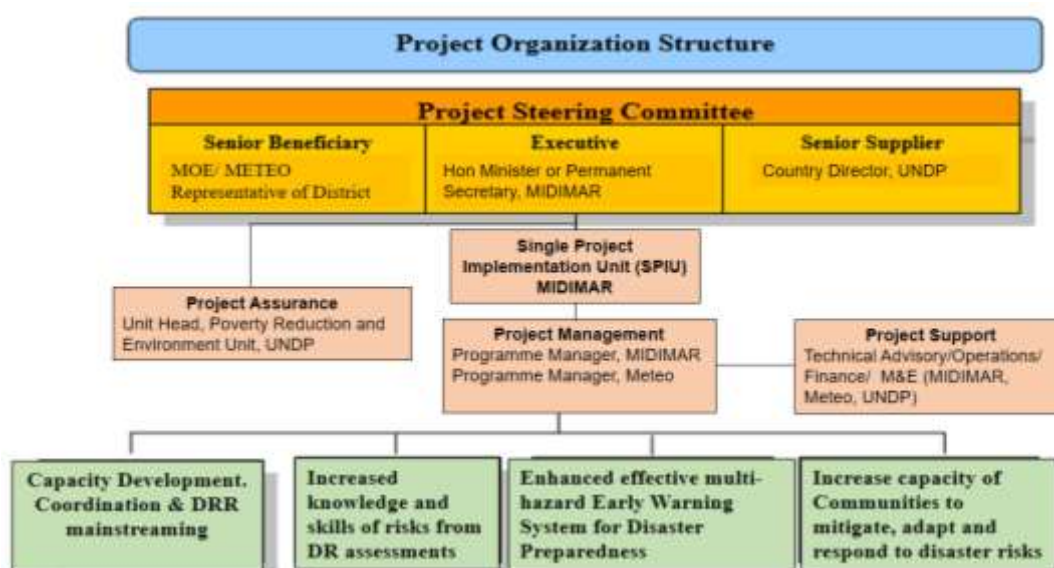 Project Organization Structure
Project Steering Committee
Senior Beneficiary
MOE/ METEO
Representative of District
Executive
Hon Minister or Permanent
Secretary, MIDIMAR
Senior Supplier
Country Director, UNDP
Single Project
Implementation Unit (SPIU)
MIDIMAR
Project Assurance
Unit Head, Poverty Reduction and
Environment Unit, UNDP
Project Management
Programme Manager, MIDIMAR
Programme Manager, Meteo
Project Support
Technical Advisory/Operations/
Finance/ M&E (MIDIMAR,
Meteo, UNDP)
Capacity Development.
Coordination & DRR
mainstreaming
Increased
knowledge and
skills of risks from
DR assessments
Enhanced effective multi-
hazard Early Warning
System for Disaster
Preparedness
Increase capacity of
Communities to
mitigate, adapt and
respond to disaster risks